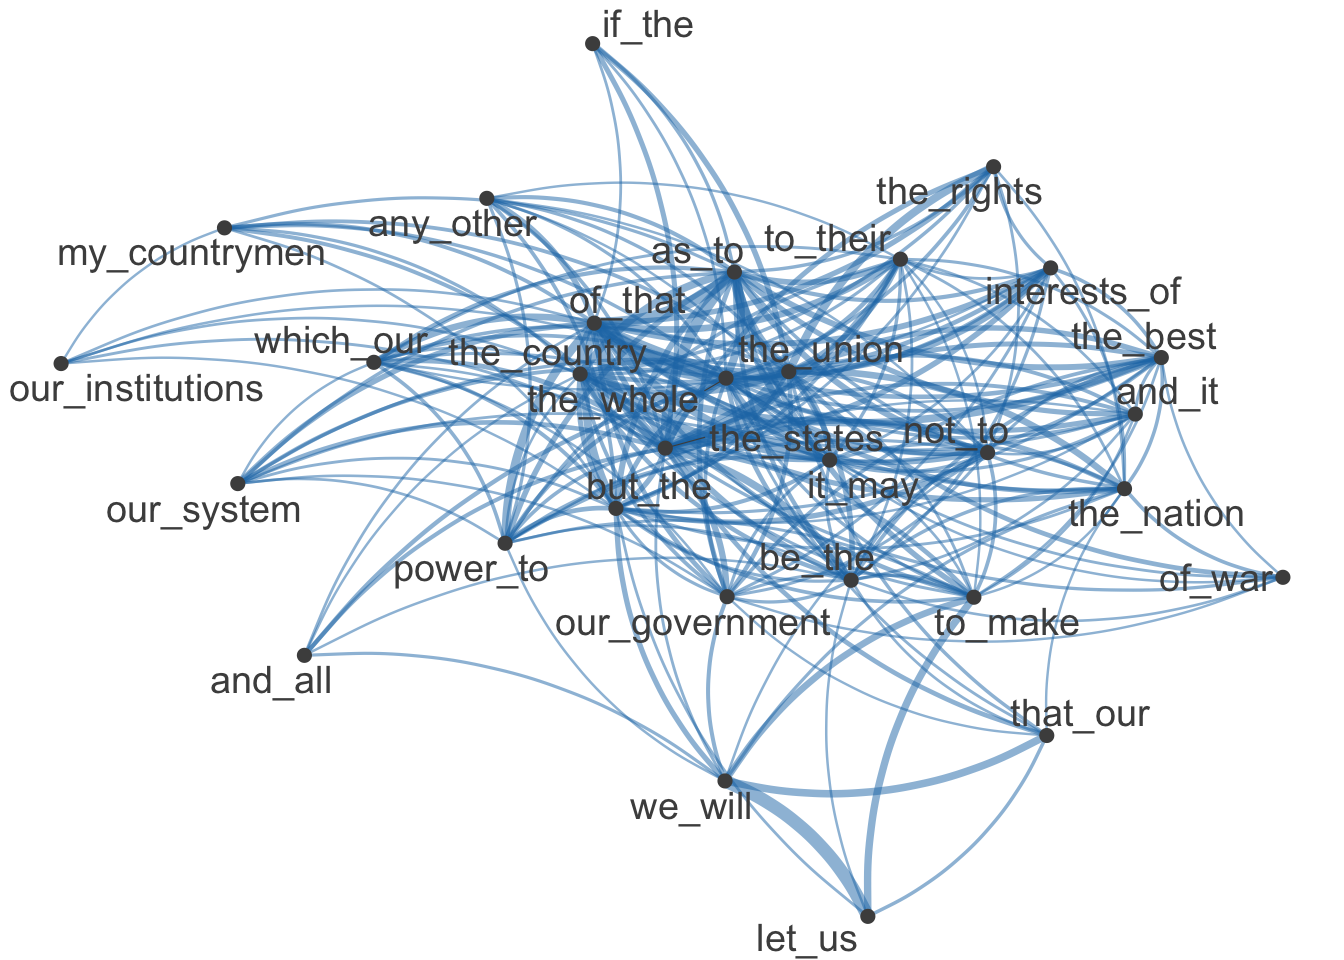 if_the
the_rights
any_other
my_countrymen
to_their
as_to
interests_of
of_that
the_best
which_our
the_country
the_union
our_institutions
the_whole
and_it
the_states
not_to
but_the
it_may
our_system
the_nation
power_to
be_the
of_war
our_government
to_make
and_all
that_our
we_will
let_us